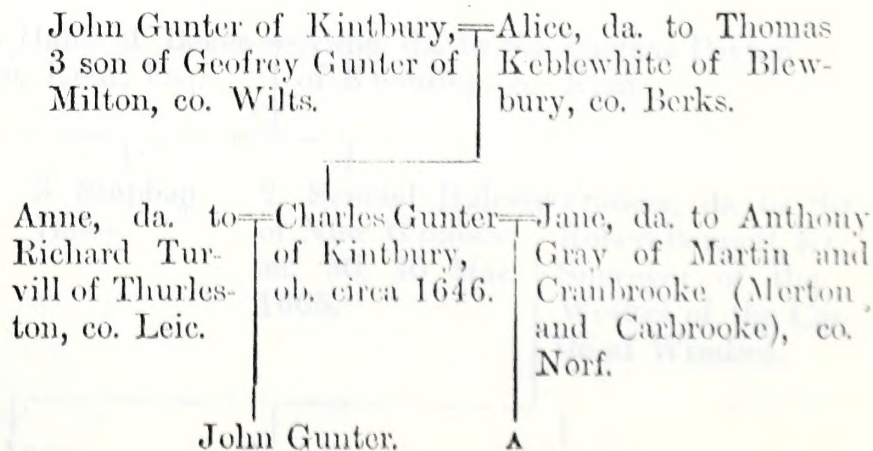 John Gunter of Kintbury,
3 son of Geofrey Gunter of
Milton, co. Wilts.
Alice, da. to Thomas
Keblewhite of Blew-
bury, co. Berks.
Anne, da. to
Richard Tur-
vill of Thurles-
ton, co. Leic.
Charles Gunter
of Kintbury,
ob. circa 1646.
Jane, da. to Anthony
Gray of Martin and
Cranbrooke (Merton
and Carbrooke), co.
Norf.
John Gunter.
A